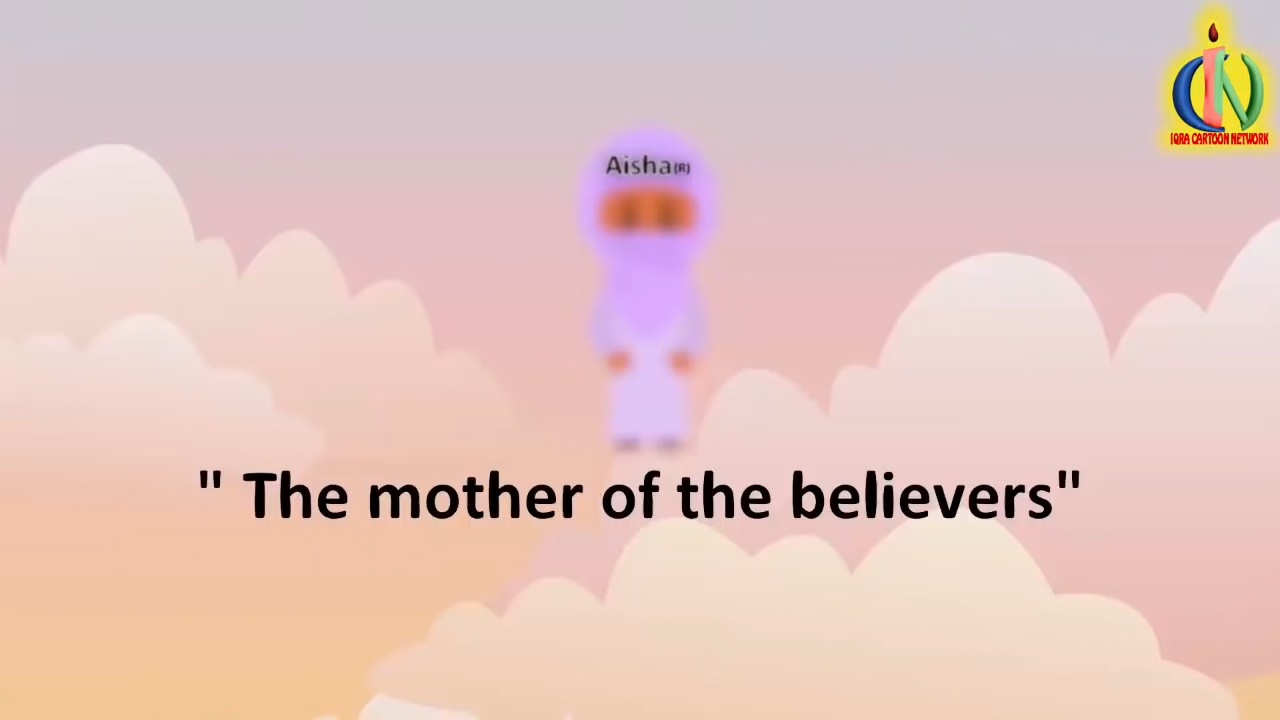 IQRA CARTOON NETWORK
Aisha(R)
" The mother of the believers"